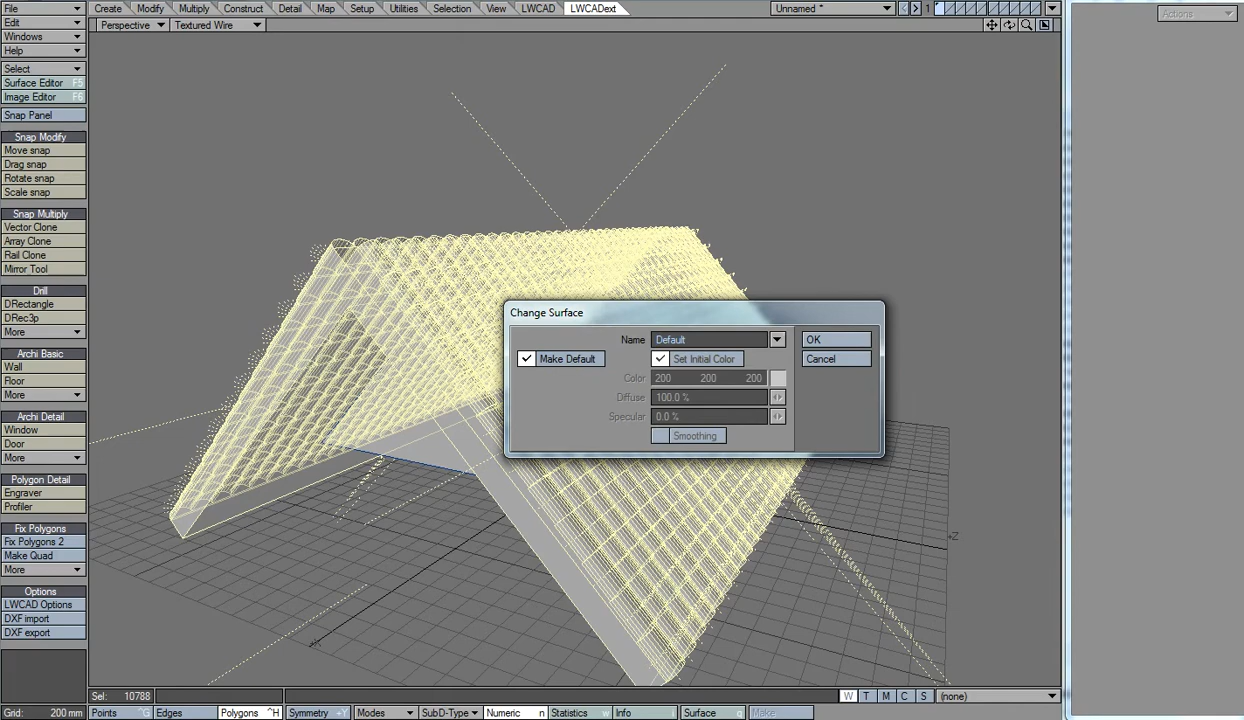 File Create Modify Multiply Construct Detail Map Setup Utilities Selection View LWCAD LWCADext Unnamed * 1
Actions
Edit Perspective Textured Wire
Windows
Help
Select
Surface Editor F5
Image Editor F6
Snap Panel
Snap Modify
Move snap
Drag snap
Rotate snap
Scale snap
Snap Multiply
Vector Clone
Array Clone
Rail Clone
Mirror Tool
Drill
DRectangle
DRec3p
More
Archi Basic
Wall
Floor
More
Archi Detail
Window
Door
More
Polygon Detail
Engraver
Profiler
Fix Polygons
Fix Polygons 2
Make Quad
More
Options
LWCAD Options
DXF import
DXF export
Change Surface
Name Default OK
Make Default Set Initial Color Cancel
Color 200 200 200
Diffuse 100.0 %
Specular 0.0 %
Smoothing
Z
X
Sel: 10788 W T M C S (none)
Grid: 200 mm Points ^G Edges Polygons ^H Symmetry +Y Modes SubD-Type Numeric n Statistics w Info i Surface q Make